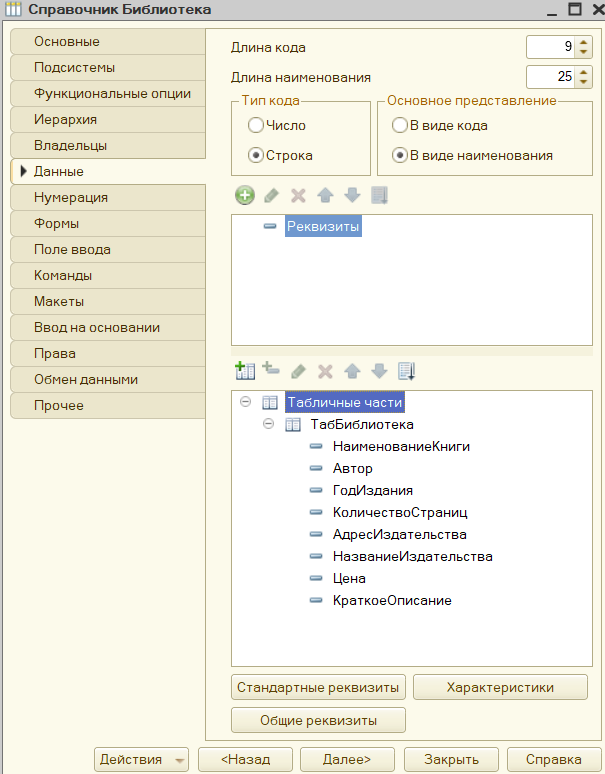 Справочник Библиотека
Основные
Подсистемы
Функциональные опции
Иерархия
Владельцы
Данные
Нумерация
Формы
Поле ввода
Команды
Макеты
Ввод на основании
Права
Обмен данными
Прочее
Длина кода 9
Длина наименования 25
Тип кода
Число
Строка
Основное представление
В виде кода
В виде наименования
Реквизиты
Табличные части
ТабБиблиотека
НаименованиеКниги
Автор
ГодИздания
КоличествоСтраниц
АдресИздательства
НазваниеИздательства
Цена
КраткоеОписание
Стандартные реквизиты Характеристики
Общие реквизиты
Действия <Назад Далее> Закрыть Справка